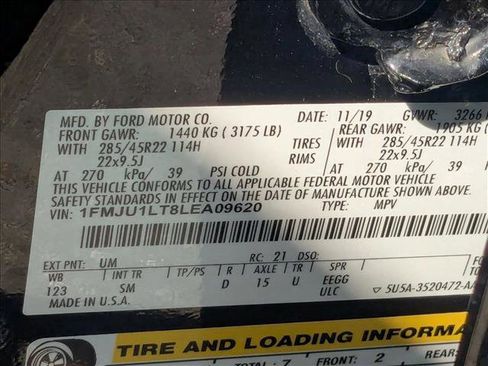 MFD. BY FORD MOTOR CO. DATE: 11/19 GVWR: 3266
FRONT GAWR: 1440 KG ( 3175 LB) REAR GAWR: 1905 KG
WITH 285/45R22 114H TIRES WITH 285/45R22 114H
22x9.5J RIMS 22x9.5J
AT 270 kPa/ 39 PSI COLD AT 270 kPa/ 39
THIS VEHICLE CONFORMS TO ALL APPLICABLE FEDERAL MOTOR VEHICLE
SAFETY STANDARDS IN EFFECT ON THE DATE OF MANUFACTURE SHOWN ABOVE.
VIN: 1FMJU1LT8LEA09620 TYPE: MPV
EXT PNT: UM RC: 21 DSO:
WB INT TR TP/PS R AXLE TR SPR
123 SM D 15 U EEGG
MADE IN U.S.A. ULC 5U5A-3520472-AA
TIRE AND LOADING INFORMA
TOTAL: 7 FRONT: 2 REAR: